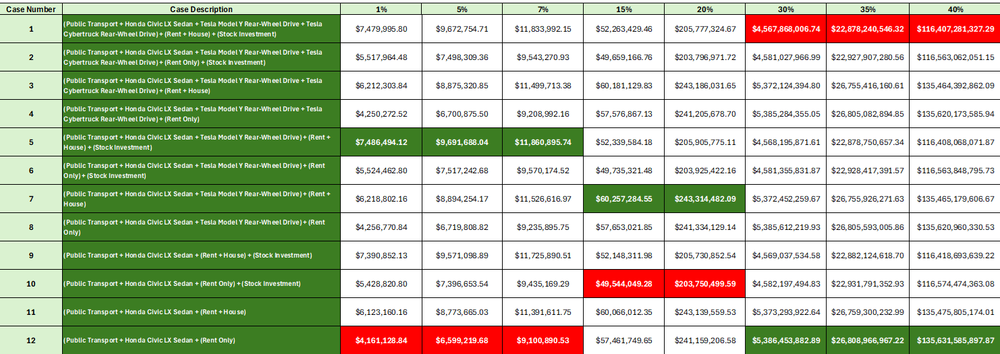 Case Number Case Description 1% 5% 7% 15% 20% 30% 35% 40%
1 (Public Transport + Honda Civic LX Sedan + Tesla Model Y Rear-Wheel Drive + Tesla
Cybertruck Rear-Wheel Drive) + (Rent + House) + (Stock Investment) $7,479,995.80 $9,672,754.71 $11,833,992.15 $52,263,429.46 $205,777,324.67 $4,567,868,006.74 $22,878,240,546.32 $116,407,281,327.29
2 (Public Transport + Honda Civic LX Sedan + Tesla Model Y Rear-Wheel Drive + Tesla
Cybertruck Rear-Wheel Drive) + (Rent Only) + (Stock Investment) $5,517,964.48 $7,498,309.36 $9,543,270.93 $49,659,166.76 $203,796,971.72 $4,581,027,966.99 $22,927,907,280.56 $116,563,062,051.15
3 (Public Transport + Honda Civic LX Sedan + Tesla Model Y Rear-Wheel Drive + Tesla
Cybertruck Rear-Wheel Drive) + (Rent + House) $6,212,303.84 $8,875,320.85 $11,499,713.38 $60,181,129.83 $243,186,031.65 $5,372,124,394.80 $26,755,416,160.61 $135,464,392,862.09
4 (Public Transport + Honda Civic LX Sedan + Tesla Model Y Rear-Wheel Drive + Tesla
Cybertruck Rear-Wheel Drive) + (Rent Only) $4,250,272.52 $6,700,875.50 $9,208,992.16 $57,576,867.13 $241,205,678.70 $5,385,284,355.05 $26,805,082,894.85 $135,620,173,585.94
5 (Public Transport + Honda Civic LX Sedan + Tesla Model Y Rear-Wheel Drive) + (Rent +
House) + (Stock Investment) $7,486,494.12 $9,691,688.04 $11,860,895.74 $52,339,584.18 $205,905,775.11 $4,568,195,871.61 $22,878,750,657.34 $116,408,068,071.87
6 (Public Transport + Honda Civic LX Sedan + Tesla Model Y Rear-Wheel Drive) + (Rent
Only) + (Stock Investment) $5,524,462.80 $7,517,242.68 $9,570,174.52 $49,735,321.48 $203,925,422.16 $4,581,355,831.87 $22,928,417,391.57 $116,563,848,795.73
7 (Public Transport + Honda Civic LX Sedan + Tesla Model Y Rear-Wheel Drive) + (Rent +
House) $6,218,802.16 $8,894,254.17 $11,526,616.97 $60,257,284.55 $243,314,482.09 $5,372,452,259.67 $26,755,926,271.63 $135,465,179,606.67
8 (Public Transport + Honda Civic LX Sedan + Tesla Model Y Rear-Wheel Drive) + (Rent
Only) $4,256,770.84 $6,719,808.82 $9,235,895.75 $57,653,021.85 $241,334,129.14 $5,385,612,219.93 $26,805,593,005.86 $135,620,960,330.53
9 (Public Transport + Honda Civic LX Sedan + (Rent + House) + (Stock Investment) $7,390,852.13 $9,571,098.89 $11,725,890.51 $52,148,311.98 $205,730,852.54 $4,569,037,534.58 $22,882,124,618.70 $116,418,693,639.22
10 (Public Transport + Honda Civic LX Sedan + (Rent Only) + (Stock Investment) $5,428,820.80 $7,396,653.54 $9,435,169.29 $49,544,049.28 $203,750,499.59 $4,582,197,494.83 $22,931,791,352.93 $116,574,474,363.08
11 (Public Transport + Honda Civic LX Sedan + (Rent + House) $6,123,160.16 $8,773,665.03 $11,391,611.75 $60,066,012.35 $243,139,559.53 $5,373,293,922.64 $26,759,300,232.99 $135,475,805,174.01
12 (Public Transport + Honda Civic LX Sedan + (Rent Only) $4,161,128.84 $6,599,219.68 $9,100,890.53 $57,461,749.65 $241,159,206.58 $5,386,453,882.89 $26,808,966,967.22 $135,631,585,897.87